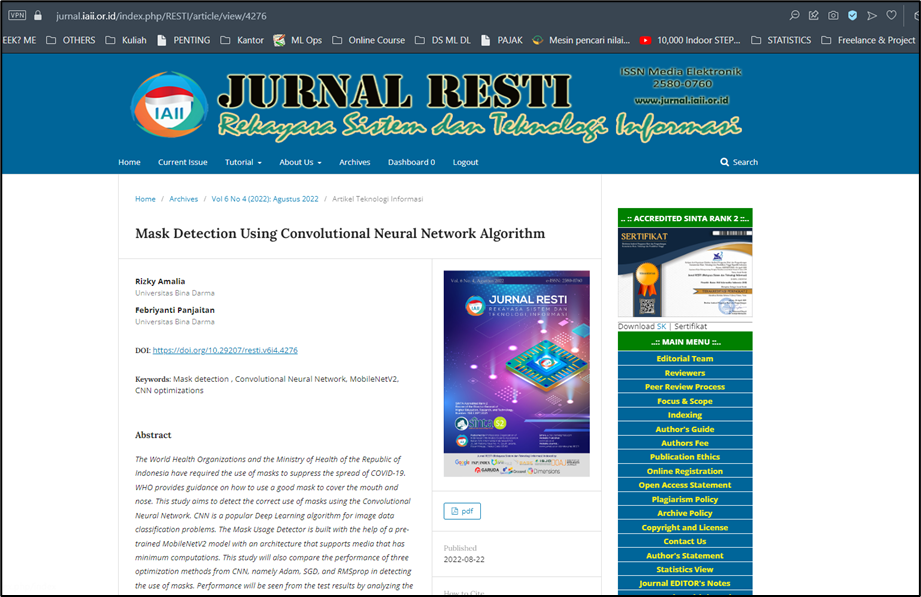 VPN jurnal.iaii.or.id/index.php/RESTI/article/view/4276
EEK? ME OTHERS Kuliah PENTING Kantor ML Ops Online Course DS ML DL PAJAK Mesin pencari nilai... 10,000 Indoor STEP... STATISTICS Freelance & Project
IAII
JURNAL RESTI
Rekayasa Sistem dan Teknologi Informasi
ISSN Media Elektronik
2580-0760
www.jurnal.iaii.or.id
Home Current Issue Tutorial About Us Archives Dashboard 0 Logout Search
Home / Archives / Vol 6 No 4 (2022): Agustus 2022 / Artikel Teknologi Informasi
Mask Detection Using Convolutional Neural Network Algorithm
Rizky Amalia
Universitas Bina Darma
Febriyanti Panjaitan
Universitas Bina Darma
DOI: https://doi.org/10.29207/resti.v6i4.4276
Keywords: Mask detection , Convolutional Neural Network, MobileNetV2,
CNN optimizations
Abstract
The World Health Organizations and the Ministry of Health of the Republic of
Indonesia have required the use of masks to suppress the spread of COVID-19.
WHO provides guidance on how to use a good mask to cover the mouth and
nose. This study aims to detect the correct use of masks using the Convolutional
Neural Network. CNN is a popular Deep Learning algorithm for image data
classification problems. The Mask Usage Detector is built with the help of a pre-
trained MobileNetV2 model with an architecture that supports media that has
minimum computations. This study will also compare the performance of three
optimization methods from CNN, namely Adam, SGD, and RMSprop in detecting
the use of masks. Performance will be seen from the test results by analyzing the
JURNAL RESTI
REKAYASA SISTEM DAN
TEKNOLOGI INFORMASI
S2
Google
GARUDA
Dimensions
pdf
Published
2022-08-22
How to Cite
.. .:: ACCREDITED SINTA RANK 2 ::..
SERTIFIKAT
Download SK | Sertifikat
..:: MAIN MENU ::..
Editorial Team
Reviewers
Peer Review Process
Focus & Scope
Indexing
Author's Guide
Authors Fee
Publication Ethics
Online Registration
Open Access Statement
Plagiarism Policy
Archive Policy
Copyright and License
Contact Us
Author's Statement
Statistics View
Journal EDITOR's Notes